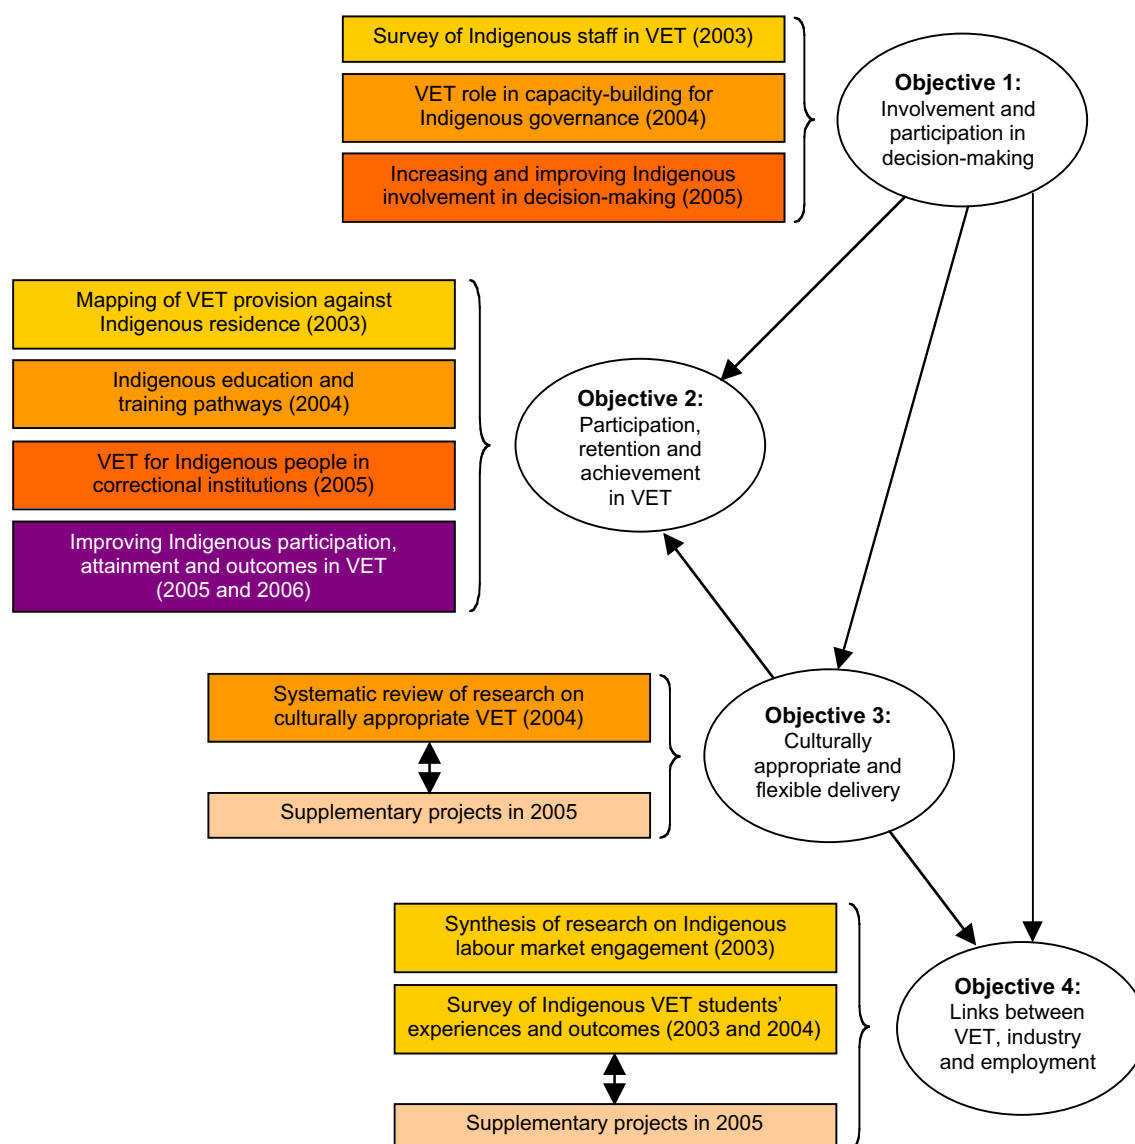 Survey of Indigenous staff in VET (2003)
VET role in capacity-building for
Indigenous governance (2004)
Increasing and improving Indigenous
involvement in decision-making (2005)
Objective 1:
Involvement and
participation in
decision-making
Mapping of VET provision against
Indigenous residence (2003)
Indigenous education and
training pathways (2004)
VET for Indigenous people in
correctional institutions (2005)
Improving Indigenous participation,
attainment and outcomes in VET
(2005 and 2006)
Objective 2:
Participation,
retention and
achievement
in VET
Systematic review of research on
culturally appropriate VET (2004)
Supplementary projects in 2005
Objective 3:
Culturally
appropriate and
flexible delivery
Synthesis of research on Indigenous
labour market engagement (2003)
Survey of Indigenous VET students’
experiences and outcomes (2003 and 2004)
Supplementary projects in 2005
Objective 4:
Links between
VET, industry
and employment